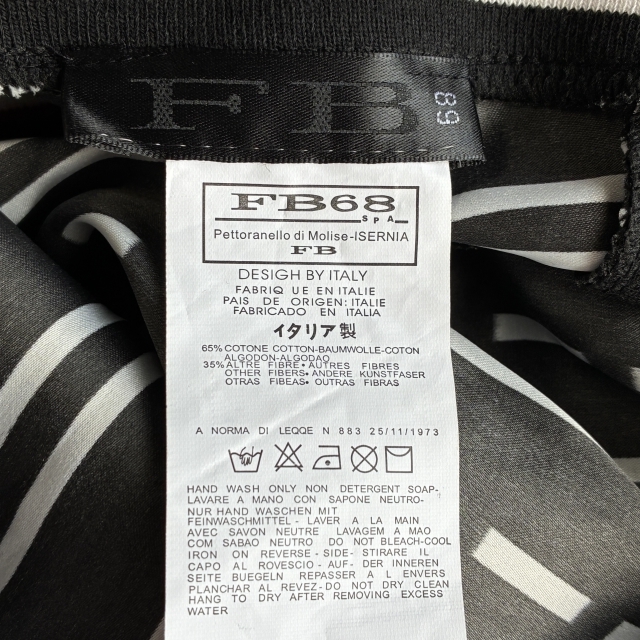 FB
68
FB68
SPA
Pettoranello di Molise-ISERNIA
FB
DESIGH BY ITALY
FABRIQ UE EN ITALIE
PAIS DE ORIGEN: ITALIE
FABRICADO EN ITALIA
イタリア製
65% COTONE COTTON-BAUMWOLLE-COTON
ALGODON-ALGODAO
35% ALTRE FIBRE• AUTRES FIBRES
OTHER FIBERS• ANDERE KUNSTFASER
OTRAS FIBEAS• OUTRAS FIBRAS
A NORMA DI LEQQE N 883 25/11/1973
HAND WASH ONLY NON DETERGENT SOAP-
LAVARE A MANO CON SAPONE NEUTRO-
NUR HAND WASCHEN MIT
FEINWASCHMITTEL - LAVER A LA MAIN
AVEC SAVON NEUTRE LAVAGEM A MAO
COM SABAO NEUTRO DO NOT BLEACH-COOL
IRON ON REVERSE - SIDE- STIRARE IL
CAPO AL ROVESCIO - AUF- DER INNEREN
SEITE BUEGELN REPASSER A L ENVERS
PLANCHAR AL REVEZ-DO NOT DRY CLEAN
HANG TO DRY AFTER REMOVING EXCESS
WATER